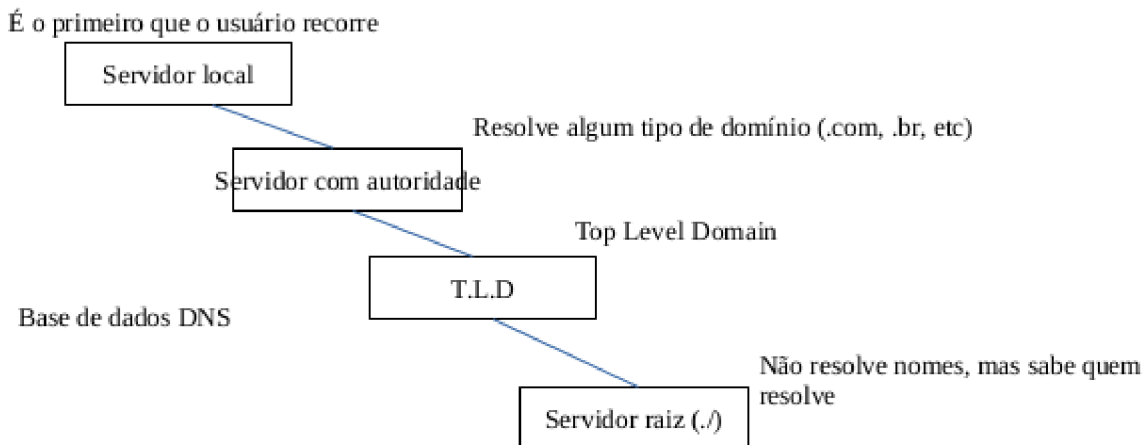 É o primeiro que o usuário recorre
Servidor local
Resolve algum tipo de domínio (.com, .br, etc)
Servidor com autoridade
Top Level Domain
T.L.D
Base de dados DNS
Não resolve nomes, mas sabe quem
resolve
Servidor raiz (./)